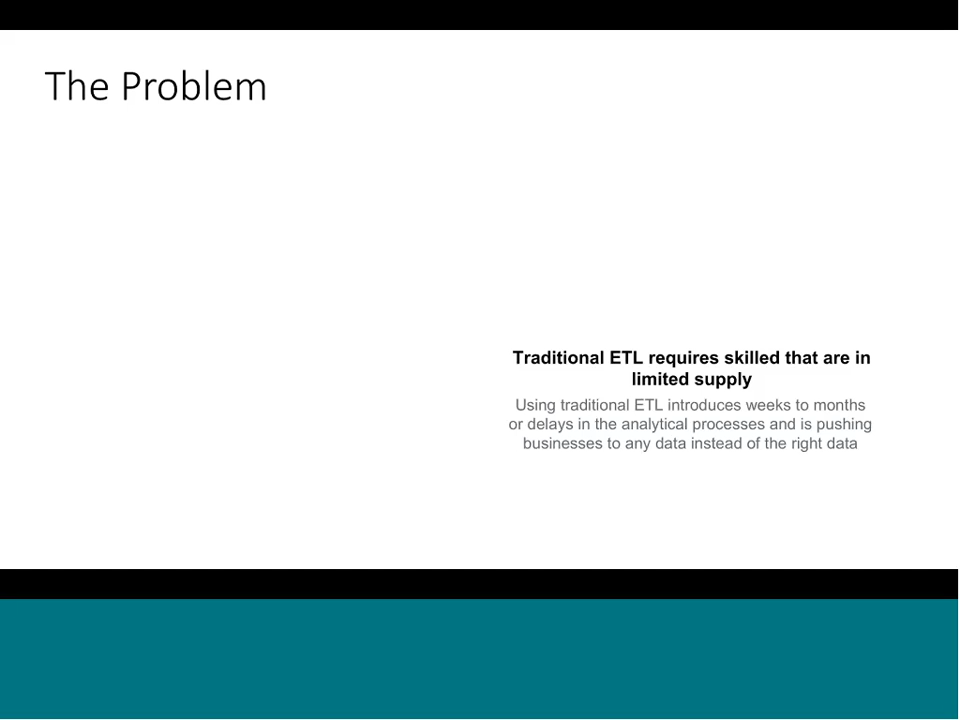 The Problem
Traditional ETL requires skilled that are in
limited supply
Using traditional ETL introduces weeks to months
or delays in the analytical processes and is pushing
businesses to any data instead of the right data